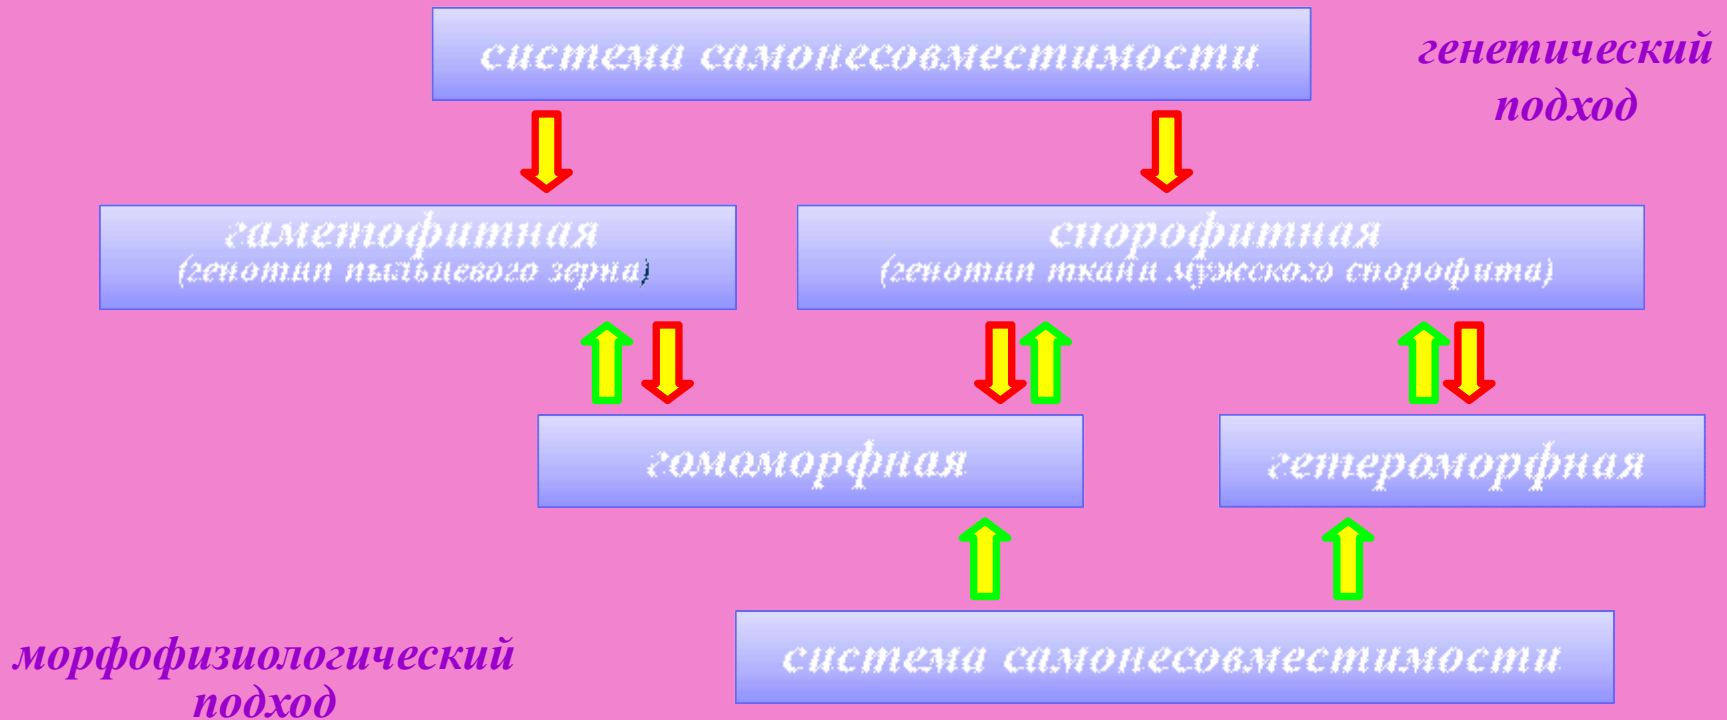 система самонесовместимости
генетический
подход
гаметофитная
(генотип пыльцевого зерна)
спорофитная
(генотип ткани мужского спорофита)
гомоморфная
гетероморфная
морфофизиологический
подход
система самонесовместимости